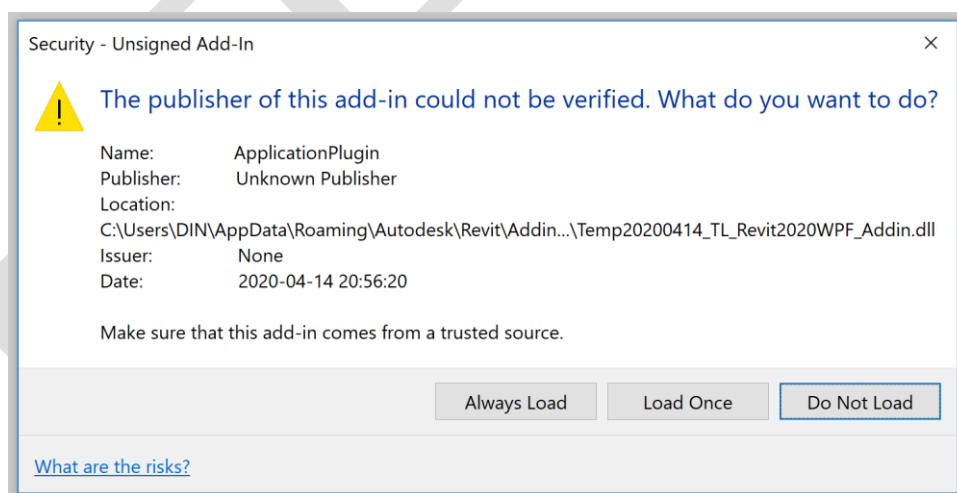 Security - Unsigned Add-In
The publisher of this add-in could not be verified. What do you want to do?
Name: ApplicationPlugin
Publisher: Unknown Publisher
Location:
C:\Users\DIN\AppData\Roaming\Autodesk\Revit\Addin...\Temp20200414_TL_Revit2020WPF_Addin.dll
Issuer: None
Date: 2020-04-14 20:56:20
Make sure that this add-in comes from a trusted source.
Always Load Load Once Do Not Load
What are the risks?